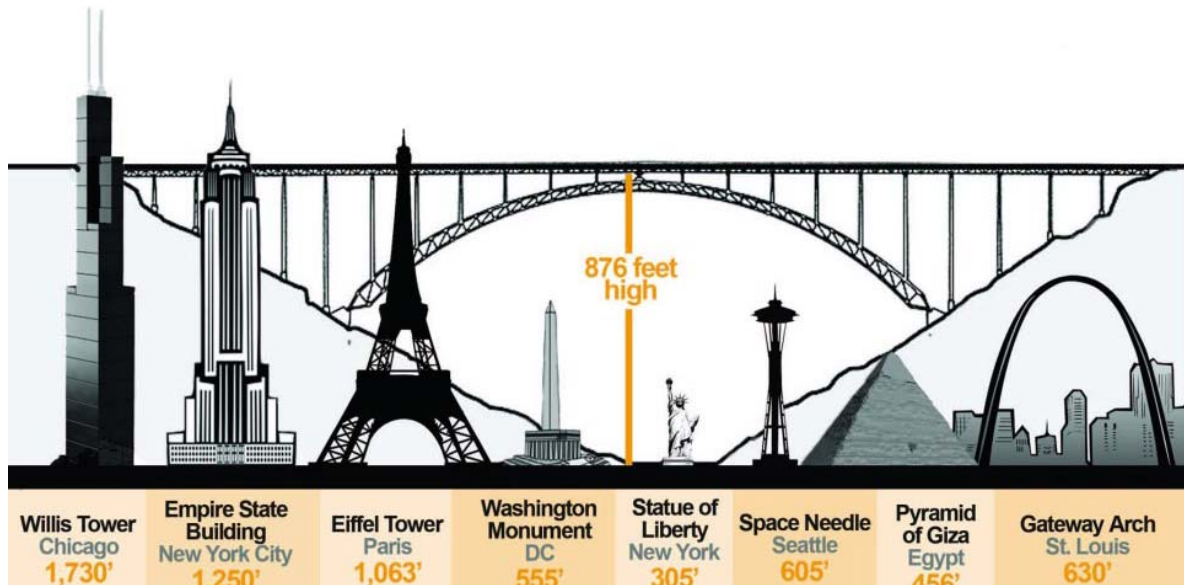 876 feet
high
Willis Tower
Chicago
1,730’
Empire State
Building
New York City
1,250’
Eiffel Tower
Paris
1,063’
Washington
Monument
DC
555’
Statue of
Liberty
New York
305’
Space Needle
Seattle
605’
Pyramid
of Giza
Egypt
456’
Gateway Arch
St. Louis
630’